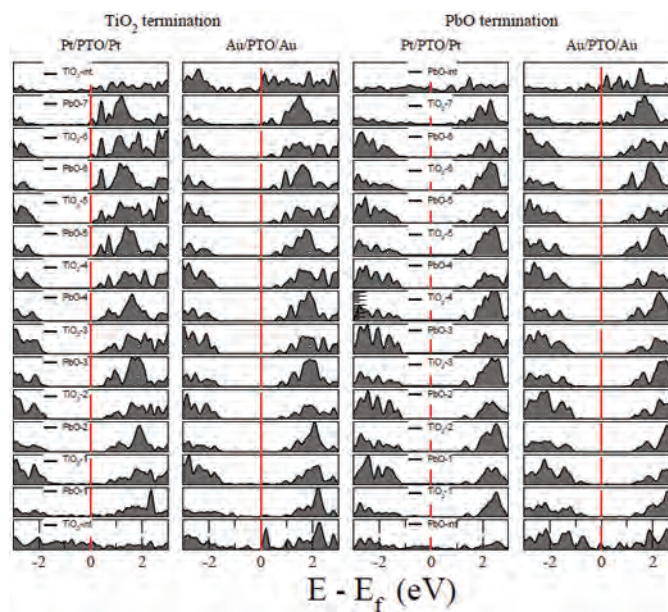 TiO₂ termination PbO termination
Pt/PTO/Pt Au/PTO/Au Pt/PTO/Pt Au/PTO/Au
TiO₂-int PbO-int
PbO-7 TiO₂-7
TiO₂-6 PbO-6
PbO-6 TiO₂-6
TiO₂-5 PbO-5
PbO-5 TiO₂-5
TiO₂-4 PbO-4
PbO-4 TiO₂-4
TiO₂-3 PbO-3
PbO-3 TiO₂-3
TiO₂-2 PbO-2
PbO-2 TiO₂-2
TiO₂-1 PbO-1
PbO-1 TiO₂-1
TiO₂-int PbO-int
-2 0 2 -2 0 2 -2 0 2 -2 0 2
E - E_f (eV)